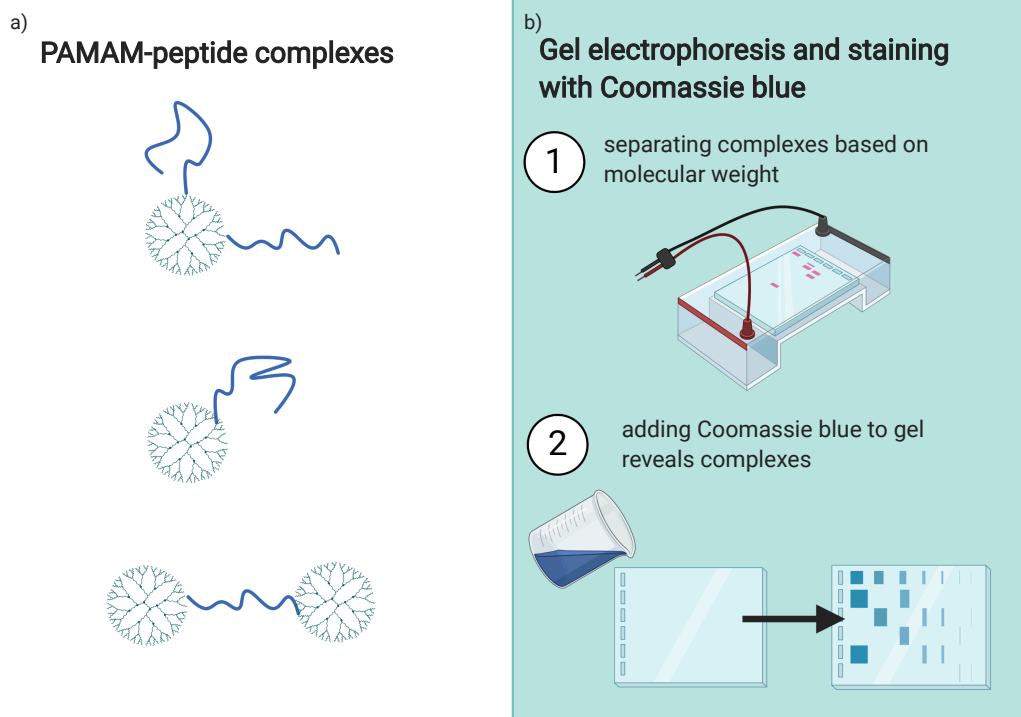 a)
PAMAM-peptide complexes
b)
Gel electrophoresis and staining
with Coomassie blue
1
separating complexes based on
molecular weight
2
adding Coomassie blue to gel
reveals complexes